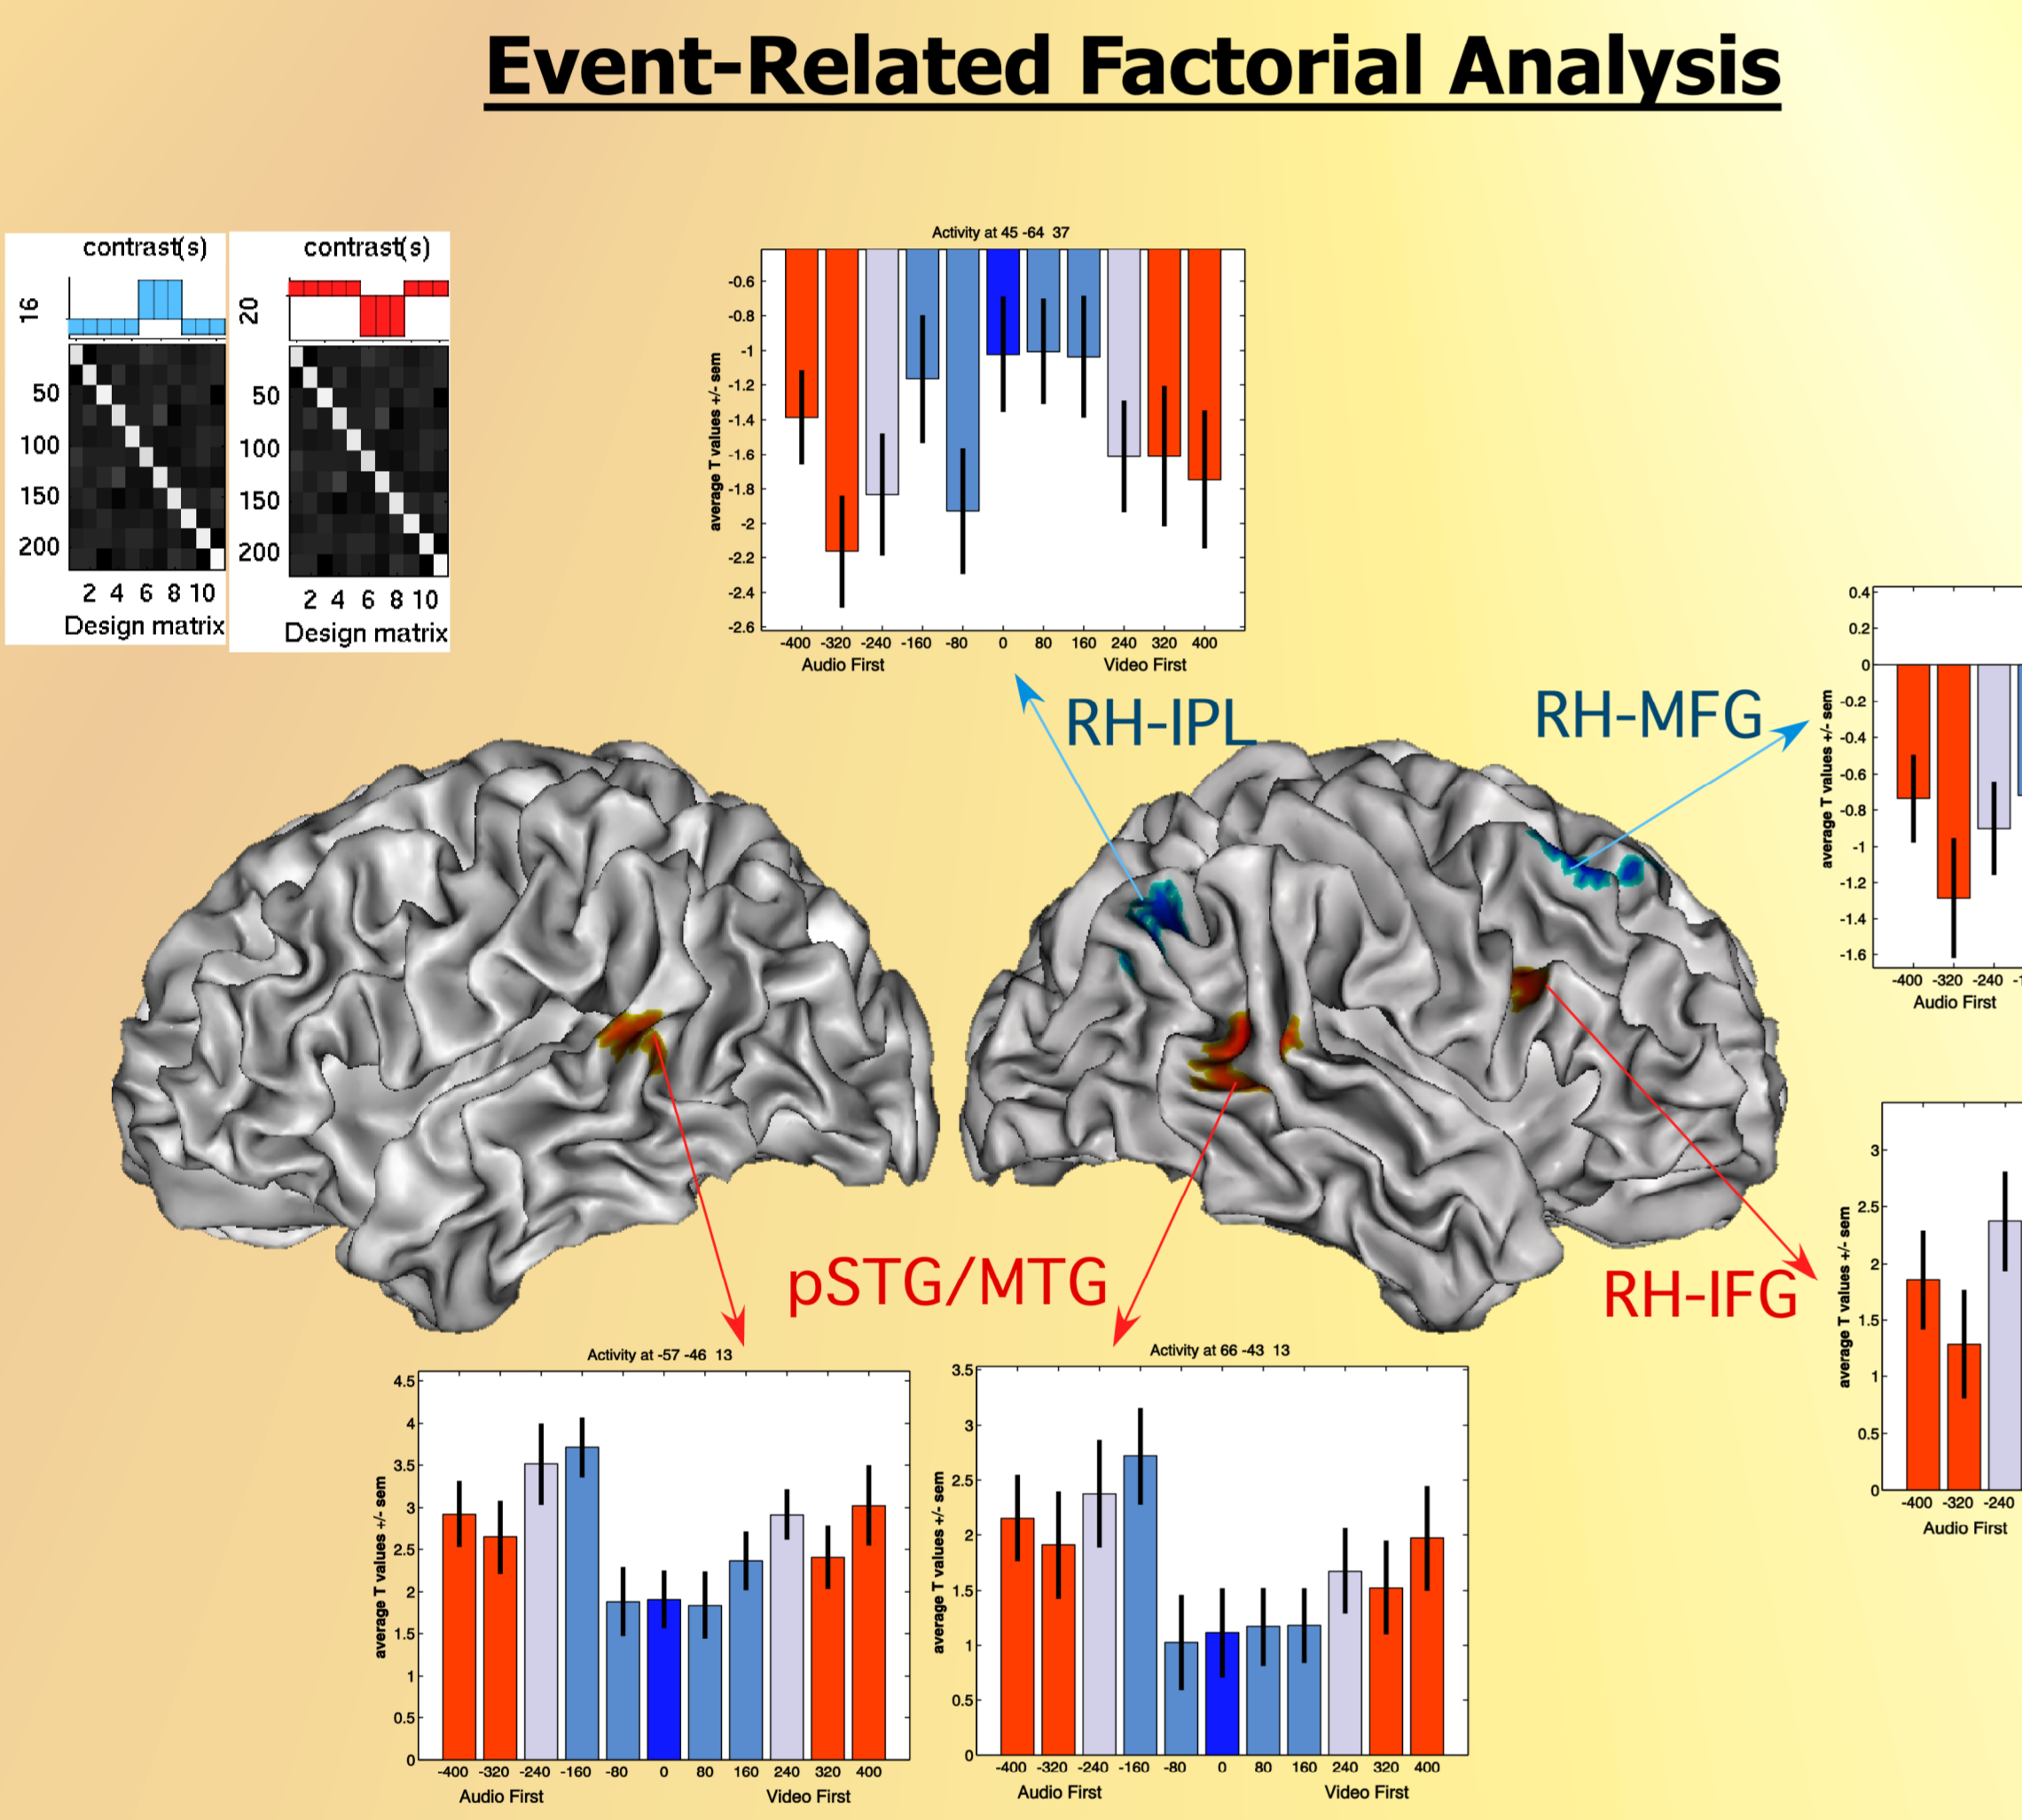 Event-Related Factorial Analysis
contrast(s)
16
50
100
150
200
2 4 6 8 10
Design matrix
contrast(s)
20
50
100
150
200
2 4 6 8 10
Design matrix
Activity at 45 -64 37
average T values +/- sem
-0.6
-0.8
-1
-1.2
-1.4
-1.6
-1.8
-2
-2.2
-2.4
-2.6
-400 -320 -240 -160 -80 0 80 160 240 320 400
Audio First Video First
RH-IPL
RH-MFG
average T values +/- sem
0.4
0.2
0
-0.2
-0.4
-0.6
-0.8
-1
-1.2
-1.4
-1.6
-400 -320 -240
Audio First
pSTG/MTG
RH-IFG
average T values +/- sem
3
2.5
2
1.5
1
0.5
0
-400 -320 -240
Audio First
Activity at -57 -46 13
average T values +/- sem
4.5
4
3.5
3
2.5
2
1.5
1
0.5
0
-400 -320 -240 -160 -80 0 80 160 240 320 400
Audio First Video First
Activity at 66 -43 13
average T values +/- sem
3.5
3
2.5
2
1.5
1
0.5
0
-400 -320 -240 -160 -80 0 80 160 240 320 400
Audio First Video First